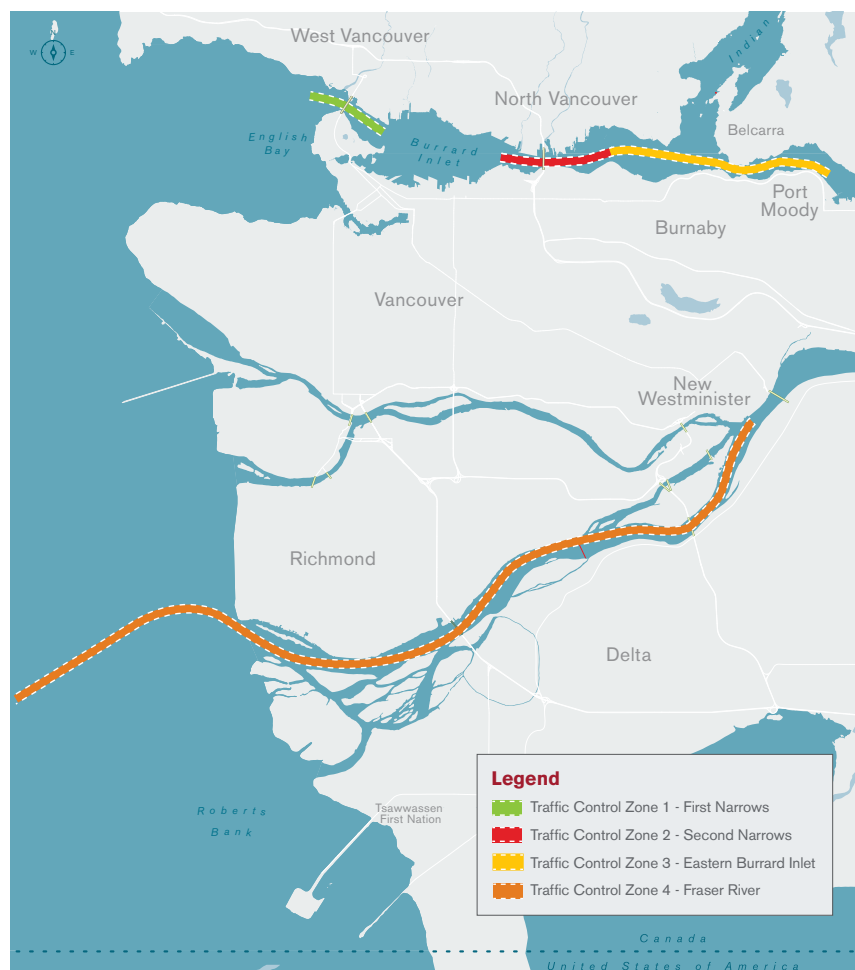 West Vancouver
W E
Indian
North Vancouver
Belcarra
English
Bay
Burrard
Inlet
Port
Moody
Burnaby
Vancouver
New
Westminister
Richmond
Delta
Legend
Traffic Control Zone 1 - First Narrows
Traffic Control Zone 2 - Second Narrows
Traffic Control Zone 3 - Eastern Burrard Inlet
Traffic Control Zone 4 - Fraser River
Roberts
Bank
Tsawwassen
First Nation
Canada
United States of America